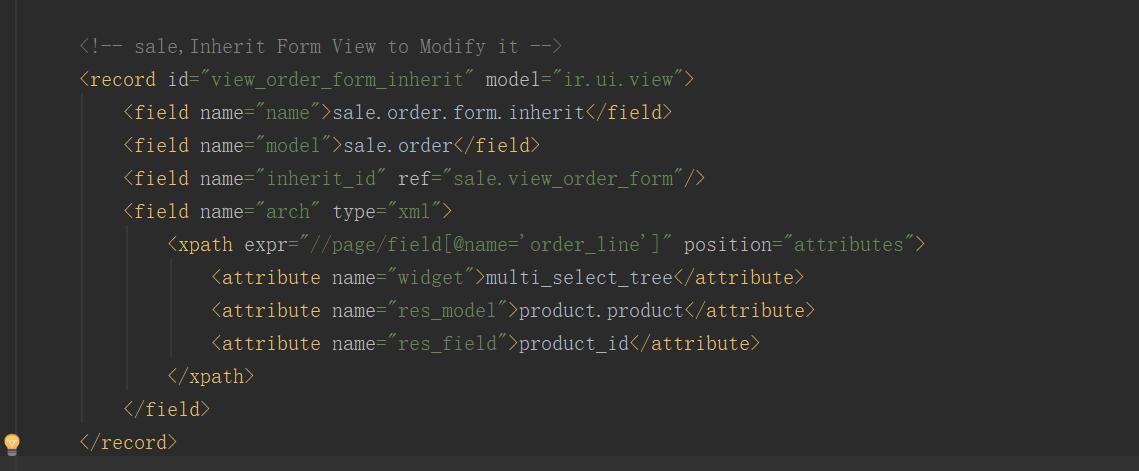 <!-- sale,Inherit Form View to Modify it -->
<record id="view_order_form_inherit" model="ir.ui.view">
<field name="name">sale.order.form.inherit</field>
<field name="model">sale.order</field>
<field name="inherit_id" ref="sale.view_order_form"/>
<field name="arch" type="xml">
<xpath expr="//page/field[@name='order_line']" position="attributes">
<attribute name="widget">multi_select_tree</attribute>
<attribute name="res_model">product.product</attribute>
<attribute name="res_field">product_id</attribute>
</xpath>
</field>
</record>